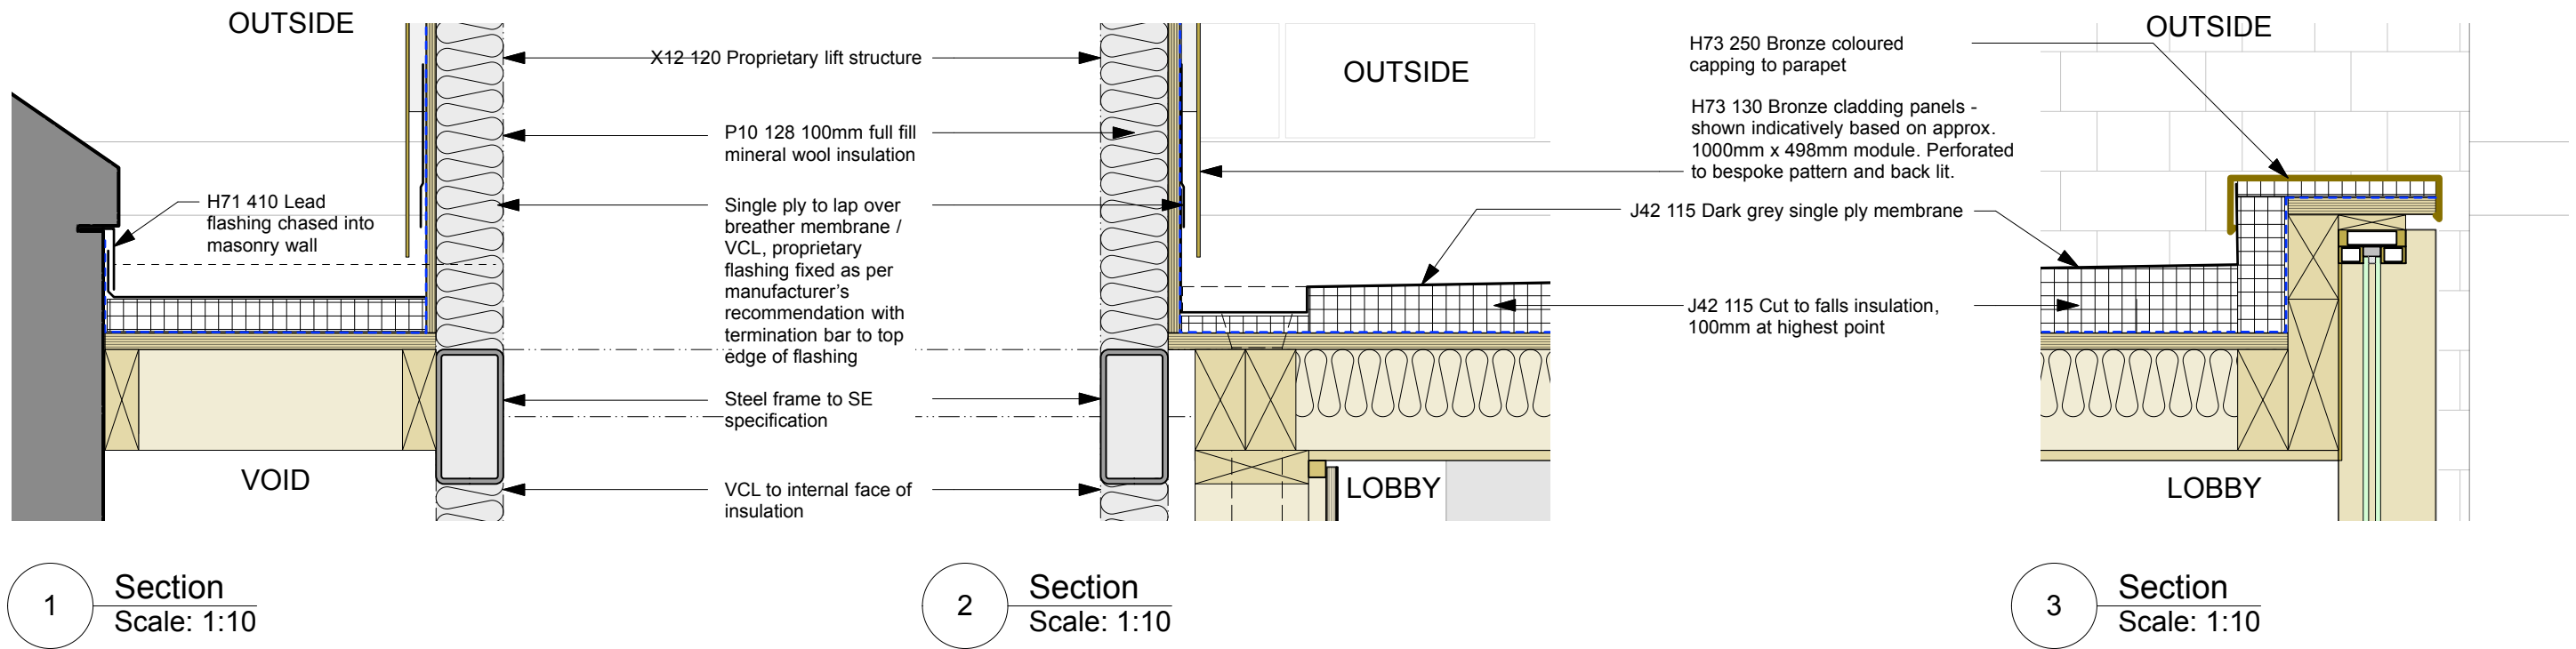 OUTSIDE
H71 410 Lead
flashing chased into
masonry wall
VOID
X12 120 Proprietary lift structure
P10 128 100mm full fill
mineral wool insulation
Single ply to lap over
breather membrane /
VCL, proprietary
flashing fixed as per
manufacturer's
recommendation with
termination bar to top
edge of flashing
Steel frame to SE
specification
VCL to internal face of
insulation
OUTSIDE
LOBBY
H73 250 Bronze coloured
capping to parapet
H73 130 Bronze cladding panels -
shown indicatively based on approx.
1000mm x 498mm module. Perforated
to bespoke pattern and back lit.
J42 115 Dark grey single ply membrane
J42 115 Cut to falls insulation,
100mm at highest point
OUTSIDE
LOBBY
1
Section
Scale: 1:10
2
Section
Scale: 1:10
3
Section
Scale: 1:10